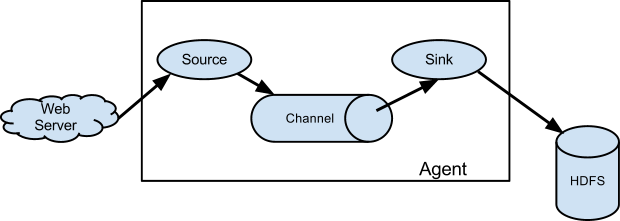 Web
Server
Source
Channel
Sink
Agent
HDFS